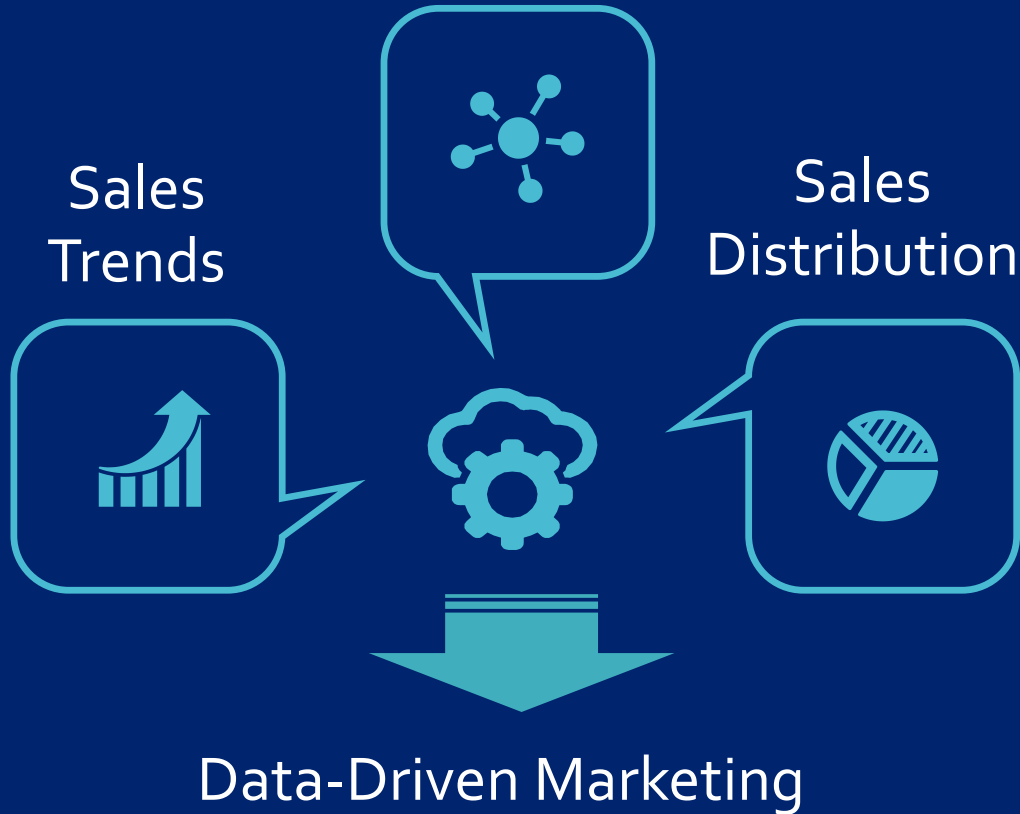 Sales
Trends
Sales
Distribution
Data-Driven Marketing